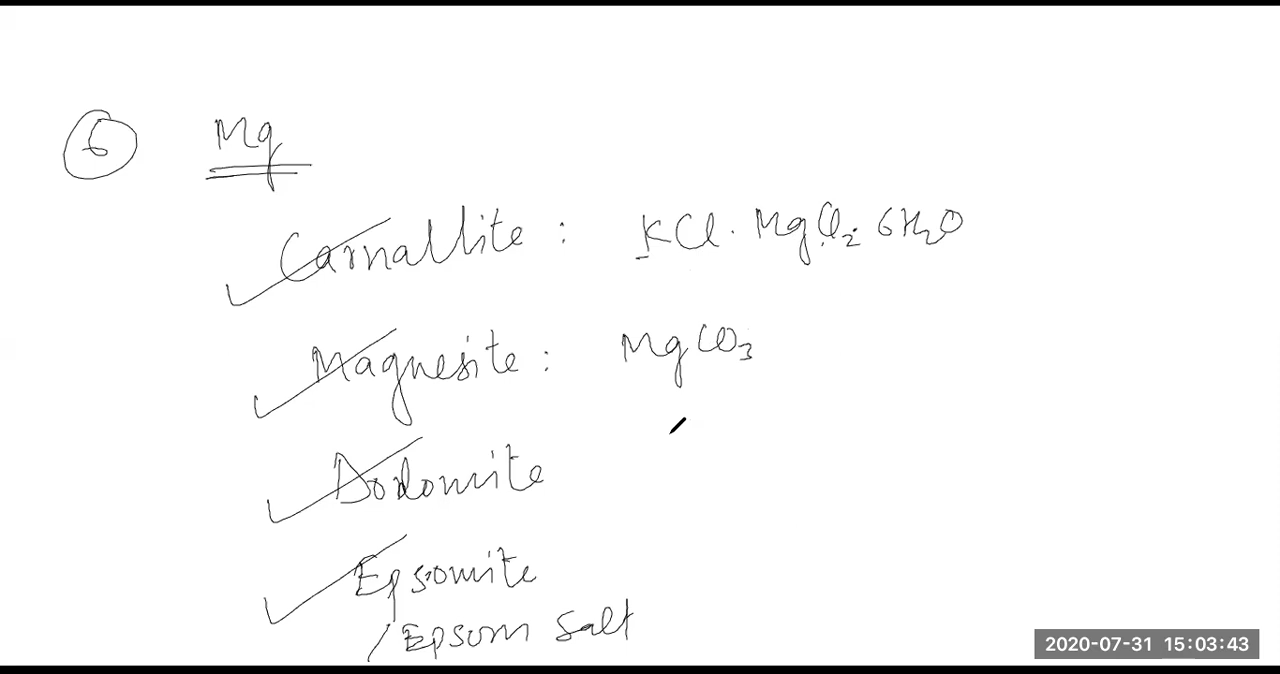 6 Mg
Carnallite : KCl. MgCl2 6H2O
Magnesite : MgCO3
Dolomite
Epsomite
/Epsom salt
2020-07-31 15:03:43